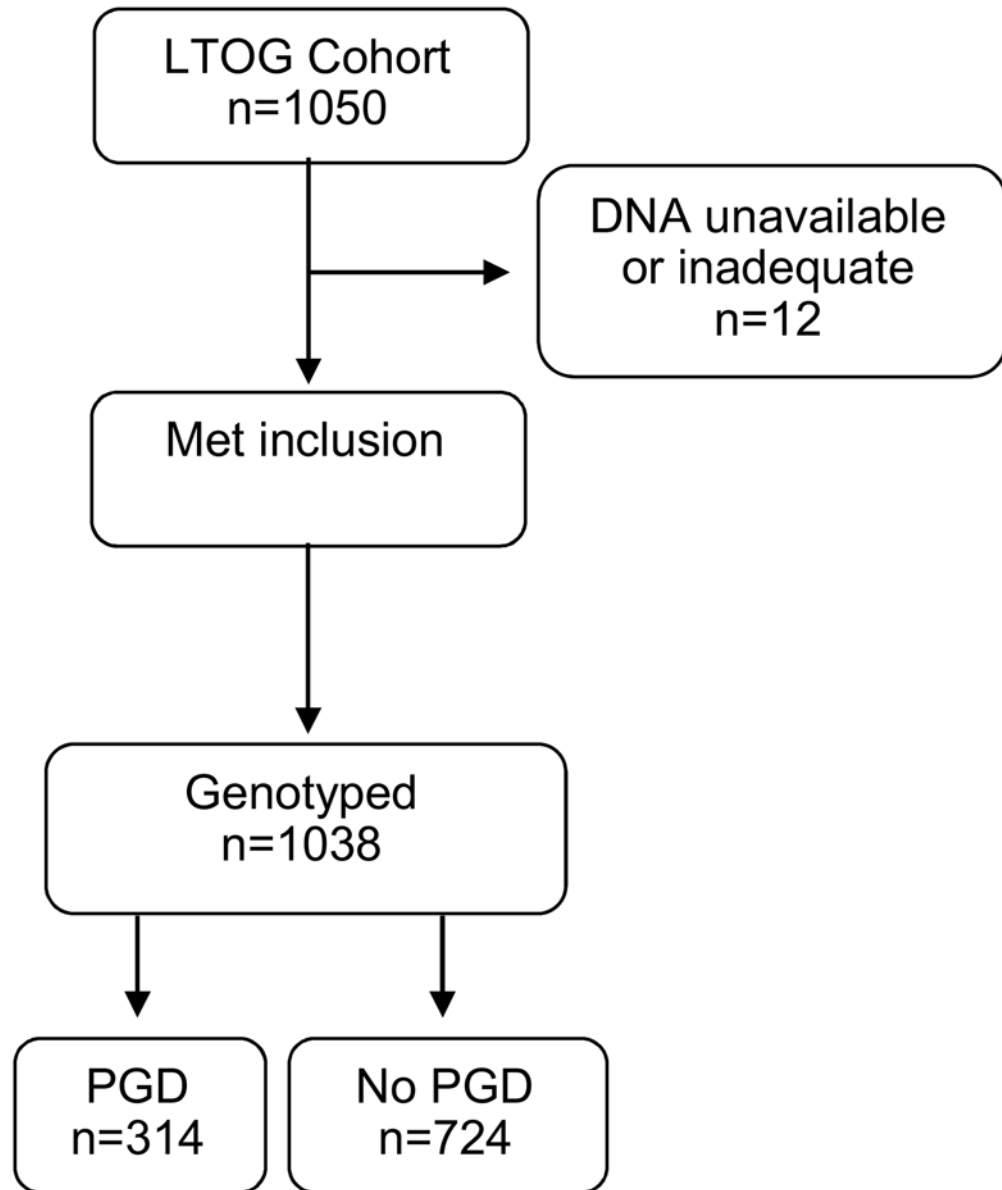 LTOG Cohort
n=1050
DNA unavailable
or inadequate
n=12
Met inclusion
Genotyped
n=1038
PGD
n=314
No PGD
n=724